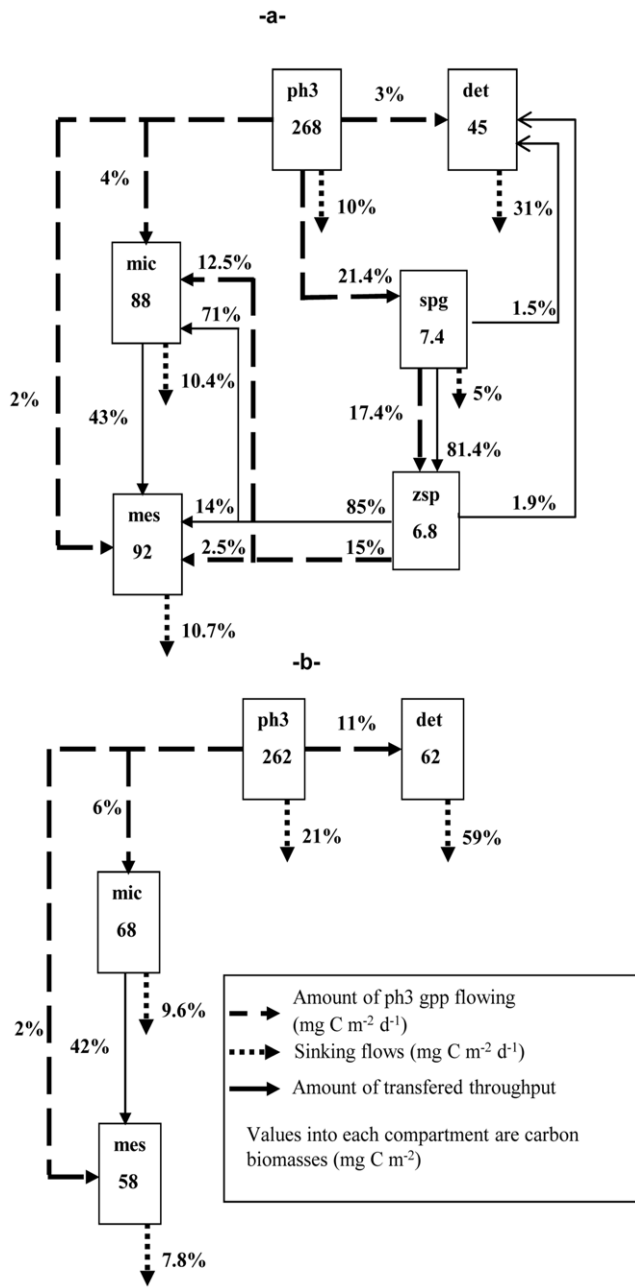 -a-
ph3
268
3%
det
45
10%
31%
4%
mic
88
12.5%
71%
21.4%
spg
7.4
1.5%
10.4%
5%
2%
43%
17.4%
81.4%
mes
92
14%
85%
zsp
6.8
1.9%
2.5%
15%
10.7%
-b-
ph3
262
11%
det
62
6%
21%
59%
mic
68
9.6%
2%
42%
mes
58
7.8%
Amount of ph3 gpp flowing
(mg C m⁻² d⁻¹)
Sinking flows (mg C m⁻² d⁻¹)
Amount of transfered throughput
Values into each compartment are carbon
biomasses (mg C m⁻²)